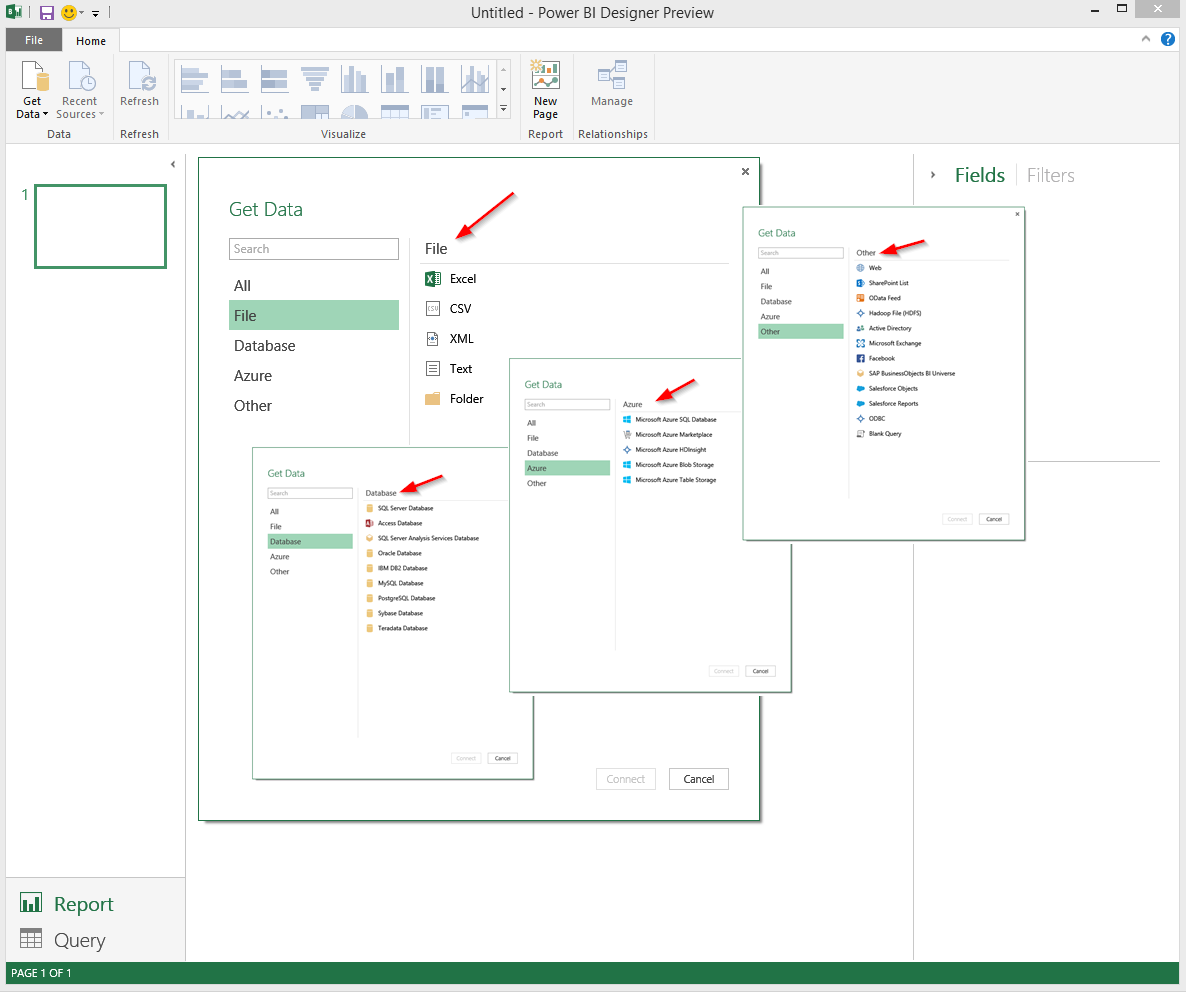 Untitled - Power BI Designer Preview
File
Home
Get Data
Recent Sources
Refresh
New Page
Manage
Data
Refresh
Visualize
Report
Relationships
1
Fields
Filters
Get Data
Search
All
File
Database
Azure
Other
File
Excel
CSV
XML
Text
Folder
Connect
Cancel
Get Data
Search
All
File
Database
Azure
Other
Database
SQL Server Database
Access Database
SQL Server Analysis Services Database
Oracle Database
IBM DB2 Database
MySQL Database
PostgreSQL Database
Sybase Database
Teradata Database
Connect
Cancel
Get Data
Search
All
File
Database
Azure
Other
Azure
Microsoft Azure SQL Database
Microsoft Azure Marketplace
Microsoft Azure HDInsight
Microsoft Azure Blob Storage
Microsoft Azure Table Storage
Connect
Cancel
Get Data
Search
All
File
Database
Azure
Other
Other
Web
SharePoint List
OData Feed
Hadoop File (HDFS)
Active Directory
Microsoft Exchange
Facebook
SAP BusinessObjects BI Universe
Salesforce Objects
Salesforce Reports
ODBC
Blank Query
Connect
Cancel
Report
Query
PAGE 1 OF 1